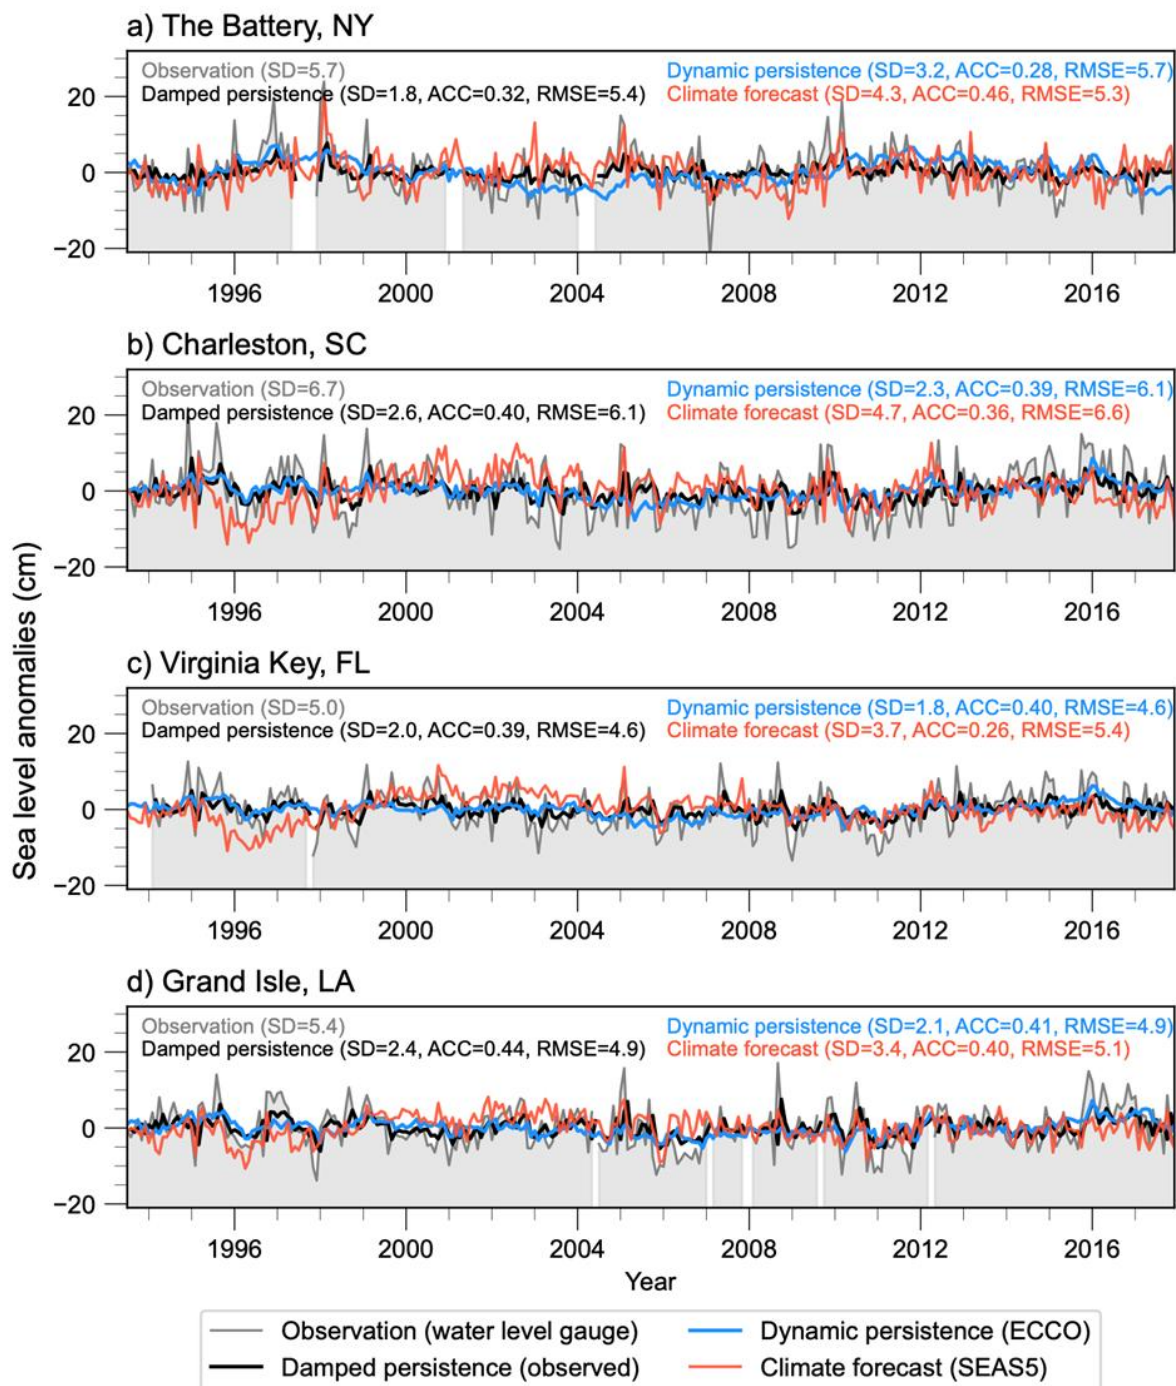 a) The Battery, NY
Observation (SD=5.7)
Dynamic persistence (SD=3.2, ACC=0.28, RMSE=5.7)
Damped persistence (SD=1.8, ACC=0.32, RMSE=5.4)
Climate forecast (SD=4.3, ACC=0.46, RMSE=5.3)
20
0
−20
1996 2000 2004 2008 2012 2016
b) Charleston, SC
Observation (SD=6.7)
Dynamic persistence (SD=2.3, ACC=0.39, RMSE=6.1)
Damped persistence (SD=2.6, ACC=0.40, RMSE=6.1)
Climate forecast (SD=4.7, ACC=0.36, RMSE=6.6)
20
0
−20
1996 2000 2004 2008 2012 2016
Sea level anomalies (cm)
c) Virginia Key, FL
Observation (SD=5.0)
Dynamic persistence (SD=1.8, ACC=0.40, RMSE=4.6)
Damped persistence (SD=2.0, ACC=0.39, RMSE=4.6)
Climate forecast (SD=3.7, ACC=0.26, RMSE=5.4)
20
0
−20
1996 2000 2004 2008 2012 2016
d) Grand Isle, LA
Observation (SD=5.4)
Dynamic persistence (SD=2.1, ACC=0.41, RMSE=4.9)
Damped persistence (SD=2.4, ACC=0.44, RMSE=4.9)
Climate forecast (SD=3.4, ACC=0.40, RMSE=5.1)
20
0
−20
1996 2000 2004 2008 2012 2016
Year
Observation (water level gauge)
Dynamic persistence (ECCO)
Damped persistence (observed)
Climate forecast (SEAS5)